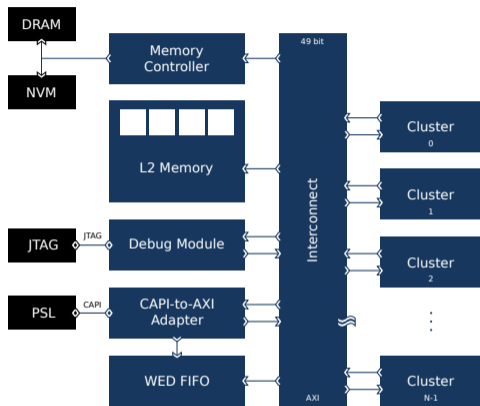 DRAM
NVM
Memory
Controller
49 bit
L2 Memory
Cluster
0
Cluster
1
JTAG
JTAG
Debug Module
Interconnect
Cluster
2
PSL
CAPI
CAPI-to-AXI
Adapter
WED FIFO
AXI
Cluster
N-1